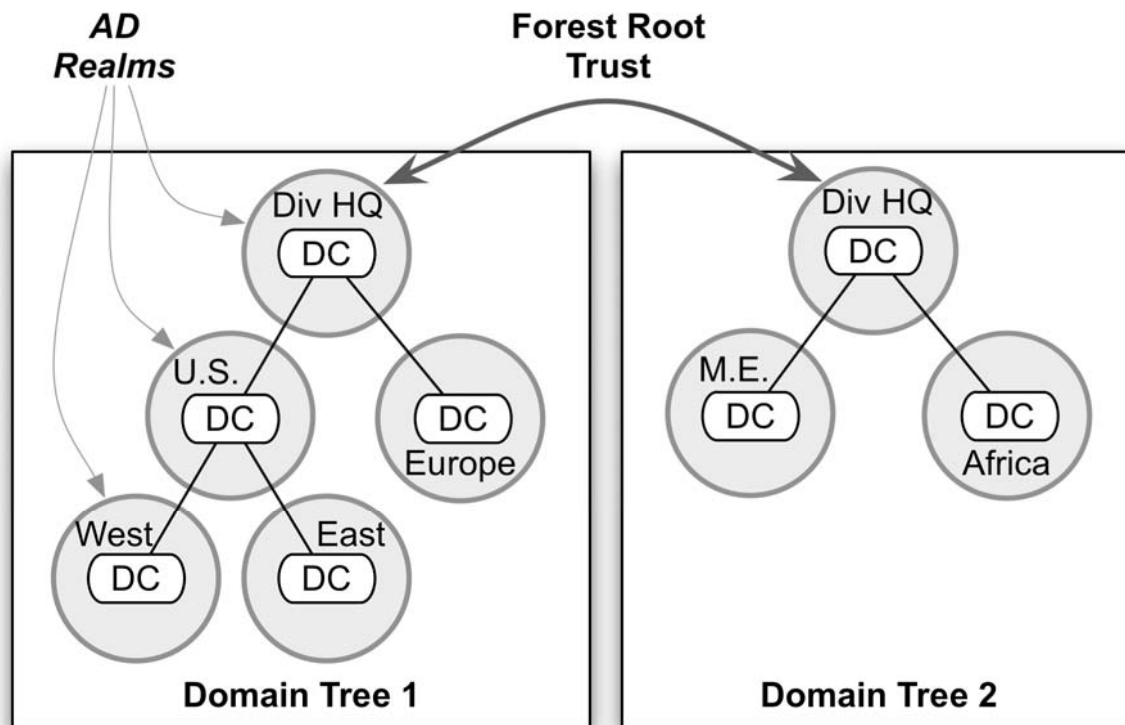 AD
Realms
Forest Root
Trust
Div HQ
DC
U.S.
DC
DC
Europe
West
DC
East
DC
Domain Tree 1
Div HQ
DC
M.E.
DC
DC
Africa
Domain Tree 2